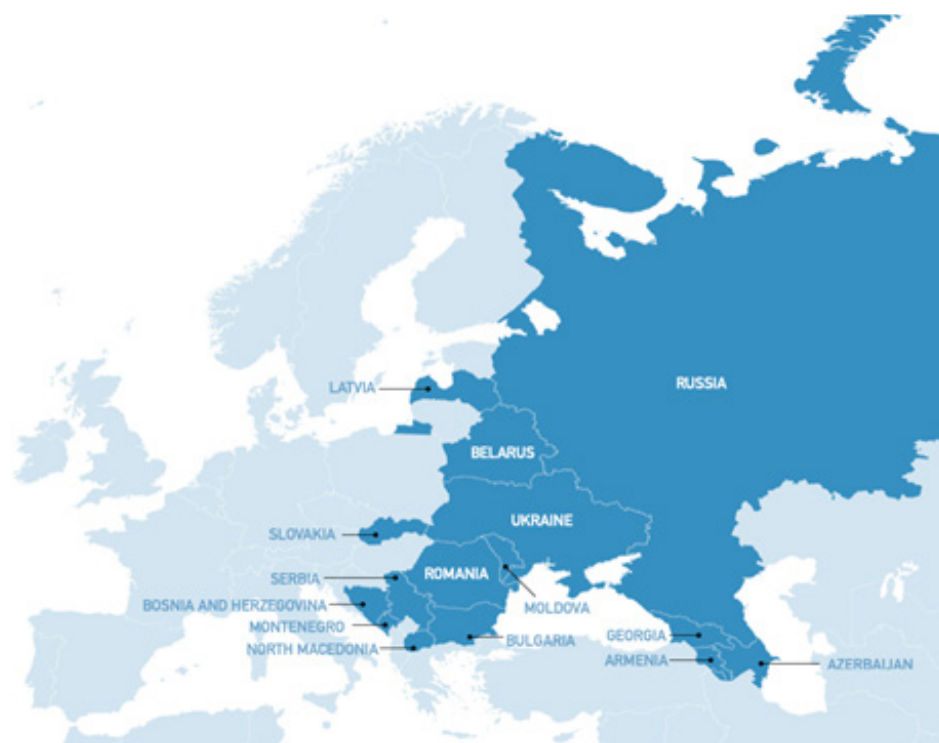 RUSSIA
LATVIA
BELARUS
UKRAINE
SLOVAKIA
ROMANIA
SERBIA
BOSNIA AND HERZEGOVINA
MOLDOVA
MONTENEGRO
GEORGIA
BULGARIA
NORTH MACEDONIA
ARMENIA
AZERBAIJAN